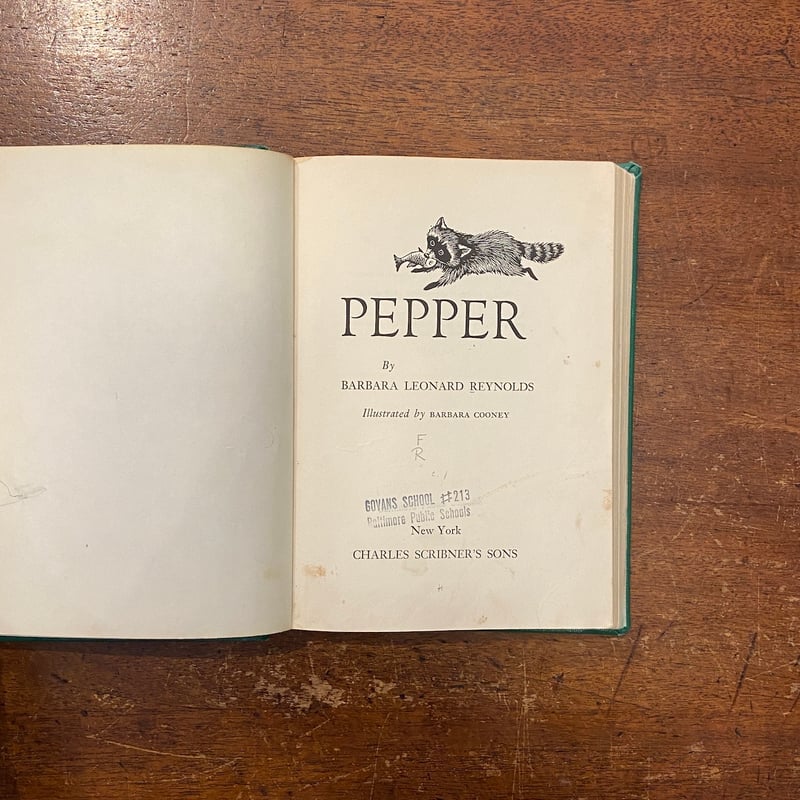 PEPPER
By
BARBARA LEONARD REYNOLDS
Illustrated by BARBARA COONEY
F
R
c.1
GOVANS SCHOOL #213
Baltimore Public Schools
New York
CHARLES SCRIBNER'S SONS